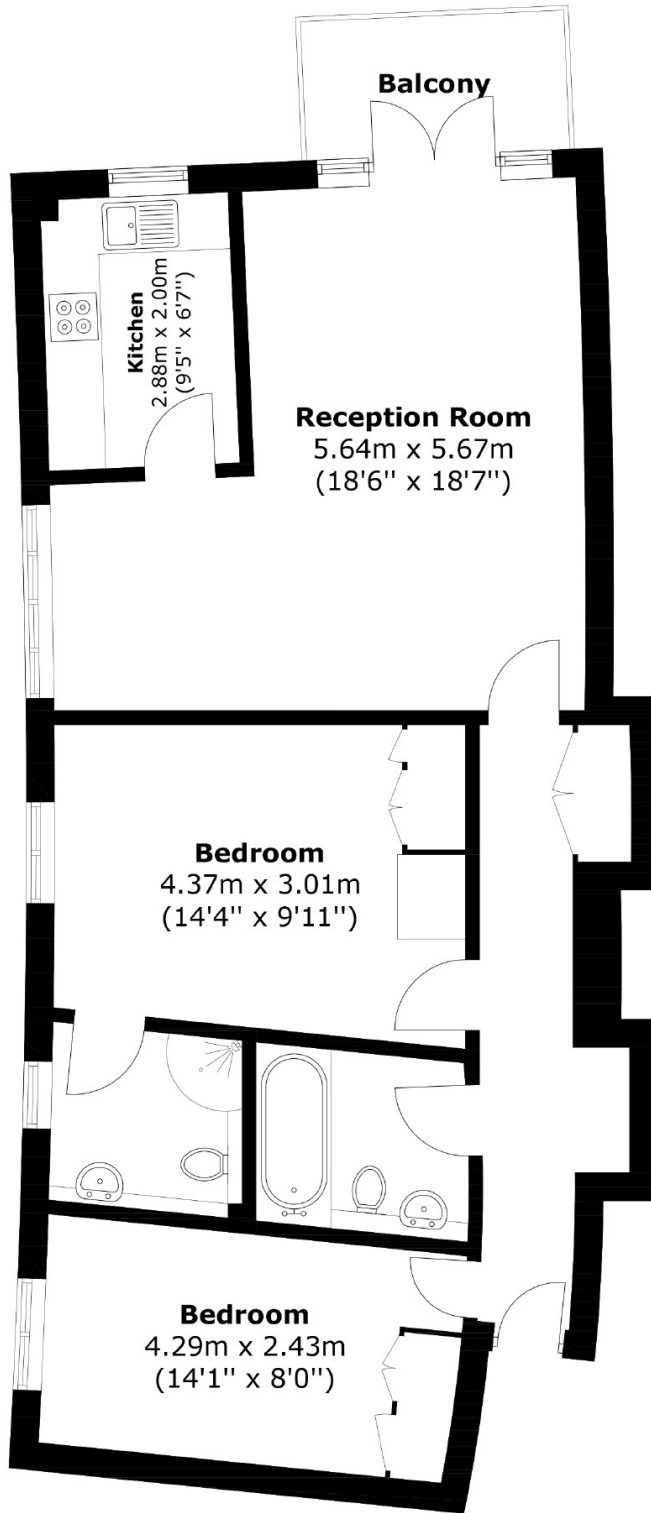 Balcony
Kitchen
2.88m x 2.00m
(9'5'' x 6'7'')
Reception Room
5.64m x 5.67m
(18'6'' x 18'7'')
Bedroom
4.37m x 3.01m
(14'4'' x 9'11'')
Bedroom
4.29m x 2.43m
(14'1'' x 8'0'')